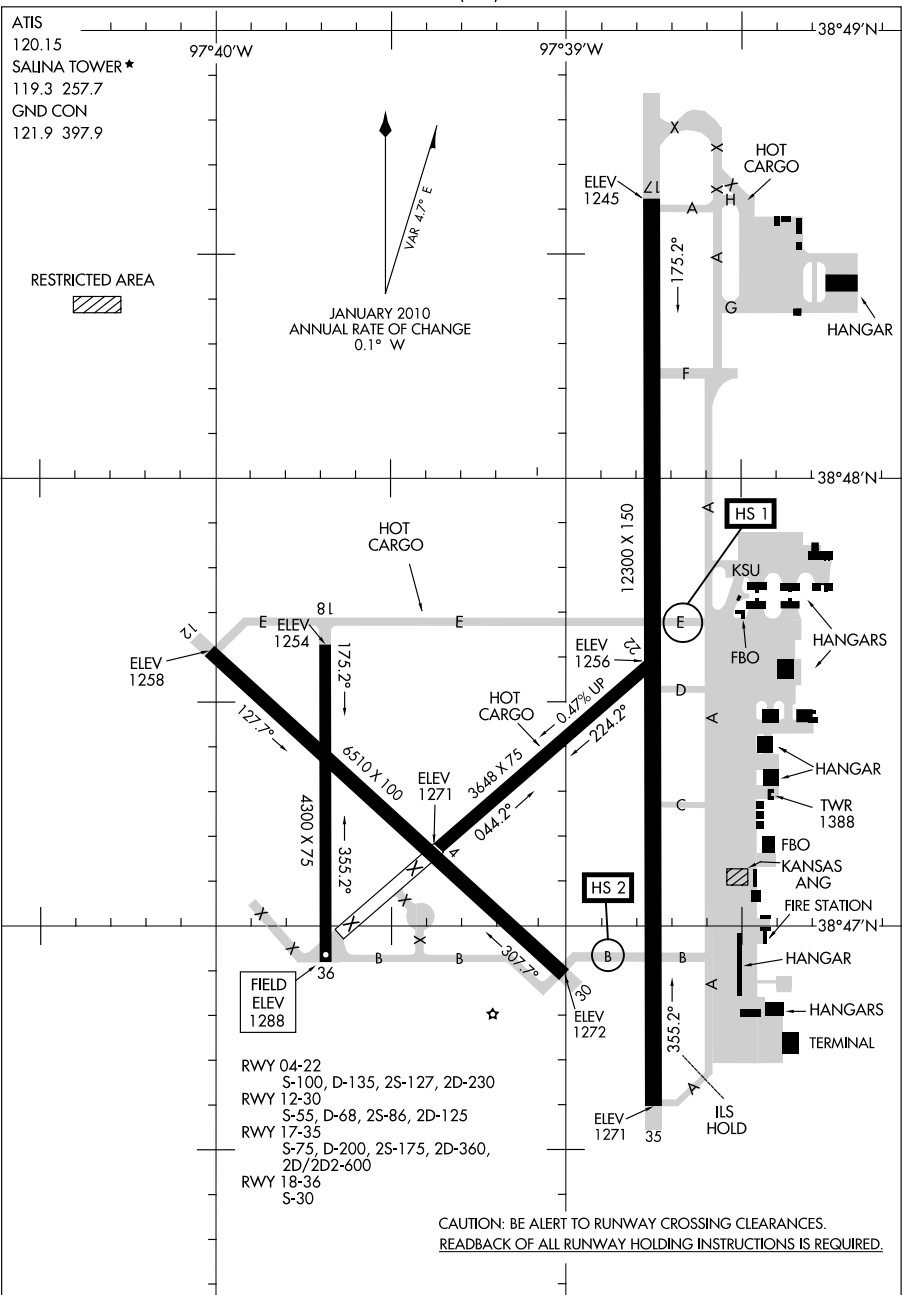 ATIS
120.15
SALINA TOWER★
119.3 257.7
GND CON
121.9 397.9
97°40'W
97°39'W
38°49'N
VAR 4.7° E
JANUARY 2010
ANNUAL RATE OF CHANGE
0.1° W
RESTRICTED AREA
X
X
HOT
CARGO
ELEV
1245
17
X
X
H
A
A
175.2°
G
HANGAR
F
38°48'N
12300 X 150
A
HS 1
HOT
CARGO
KSU
18
E
ELEV
1254
E
E
HANGARS
FBO
12
ELEV
1258
ELEV
1256
22
175.2°
HOT
CARGO
0.47% UP
D
A
127.7°
224.2°
6510 X 100
ELEV
1271
3648 X 75
HANGAR
044.2°
4300 X 75
C
TWR
1388
355.2°
4
FBO
X
KANSAS
ANG
HS 2
FIRE STATION
X
X
X
38°47'N
X
X
B
B
B
B
307.7°
HANGAR
36
FIELD
ELEV
1288
30
A
355.2°
ELEV
1272
HANGARS
TERMINAL
RWY 04-22
S-100, D-135, 2S-127, 2D-230
RWY 12-30
S-55, D-68, 2S-86, 2D-125
RWY 17-35
S-75, D-200, 2S-175, 2D-360,
2D/2D2-600
RWY 18-36
S-30
A
ILS
HOLD
ELEV
1271
35
CAUTION: BE ALERT TO RUNWAY CROSSING CLEARANCES.
READBACK OF ALL RUNWAY HOLDING INSTRUCTIONS IS REQUIRED.